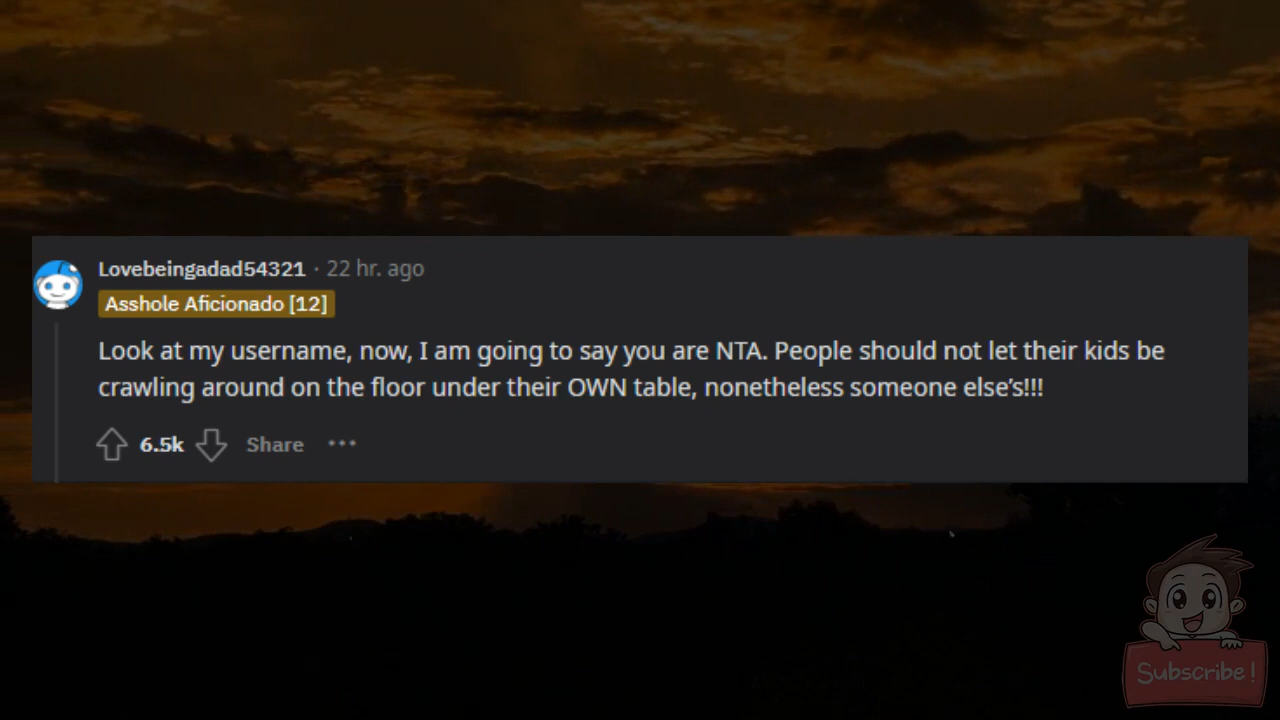 Lovebeingadad54321 · 22 hr. ago
Asshole Aficionado [12]
Look at my username, now, I am going to say you are NTA. People should not let their kids be
crawling around on the floor under their OWN table, nonetheless someone else’s!!!
6.5k Share ···
Subscribe!